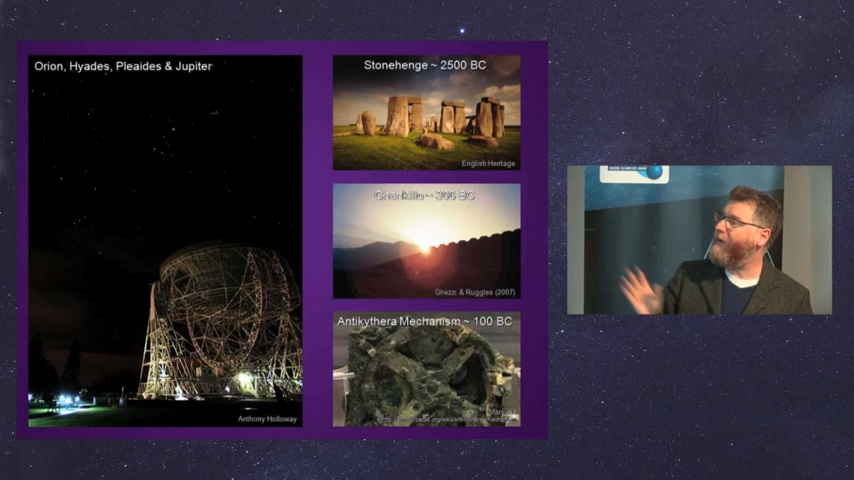 Orion, Hyades, Pleaides & Jupiter
Anthony Holloway
Stonehenge ~ 2500 BC
English Heritage
Chankillo ~ 300 BC
Ghezzi & Ruggles (2007)
Antikythera Mechanism ~ 100 BC